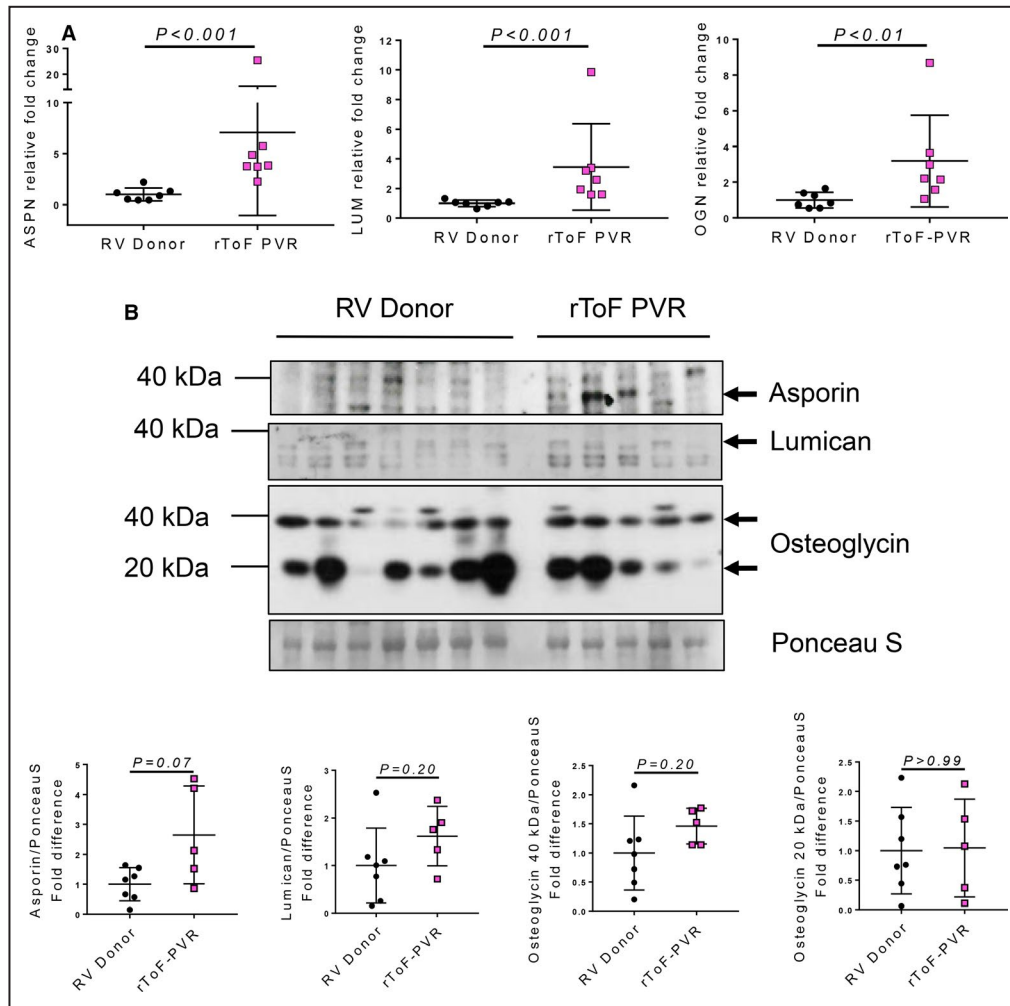 A
P<0.001
P<0.001
P<0.01
ASPN relative fold change
30
20
10
5
0
RV Donor
rToF PVR
LUM relative fold change
12
10
8
6
4
2
0
RV Donor
rToF PVR
OGN relative fold change
10
8
6
4
2
0
RV Donor
rToF-PVR
B
RV Donor
rToF PVR
40 kDa
Asporin
40 kDa
Lumican
40 kDa
Osteoglycin
20 kDa
Ponceau S
Asporin/PonceauS
Fold difference
P=0.07
5
4
3
2
1
0
RV Donor
rToF-PVR
Lumican/PonceauS
Fold difference
P=0.20
3
2
1
0
RV Donor
rToF-PVR
Osteoglycin 40 kDa/PonceauS
Fold difference
P=0.20
2.5
2.0
1.5
1.0
0.5
0.0
RV Donor
rToF-PVR
Osteoglycin 20 kDa/PonceauS
Fold difference
P>0.99
2.5
2.0
1.5
1.0
0.5
0.0
RV Donor
rToF-PVR